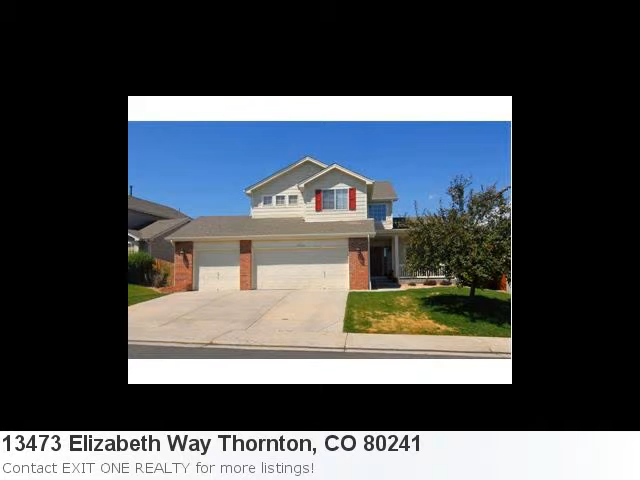 13473 Elizabeth Way Thornton, CO 80241
Contact EXIT ONE REALTY for more listings!